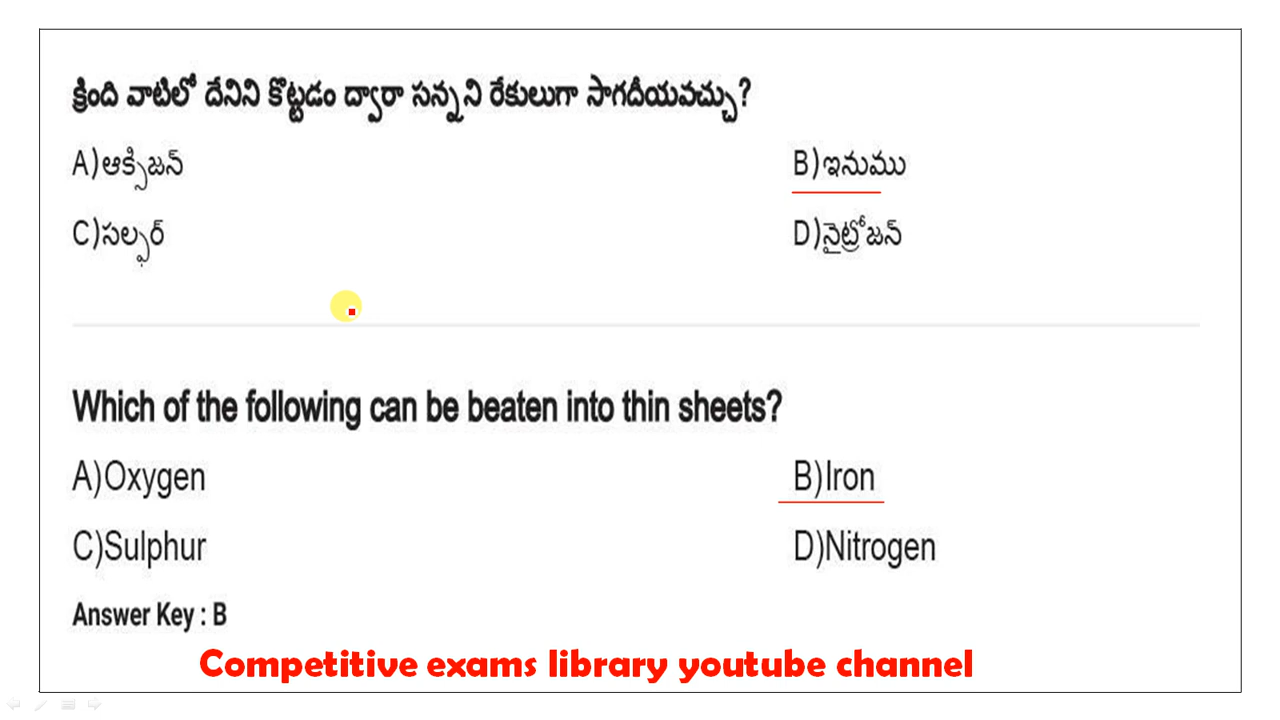 క్రింది వాటిలో దేనిని కొట్టడం ద్వారా సన్నని రేకులుగా సాగదీయవచ్చు?
A)ఆక్సిజన్ B)ఇనుము
C)సల్ఫర్ D)నైట్రోజన్
Which of the following can be beaten into thin sheets?
A)Oxygen B)Iron
C)Sulphur D)Nitrogen
Answer Key : B
Competitive exams library youtube channel